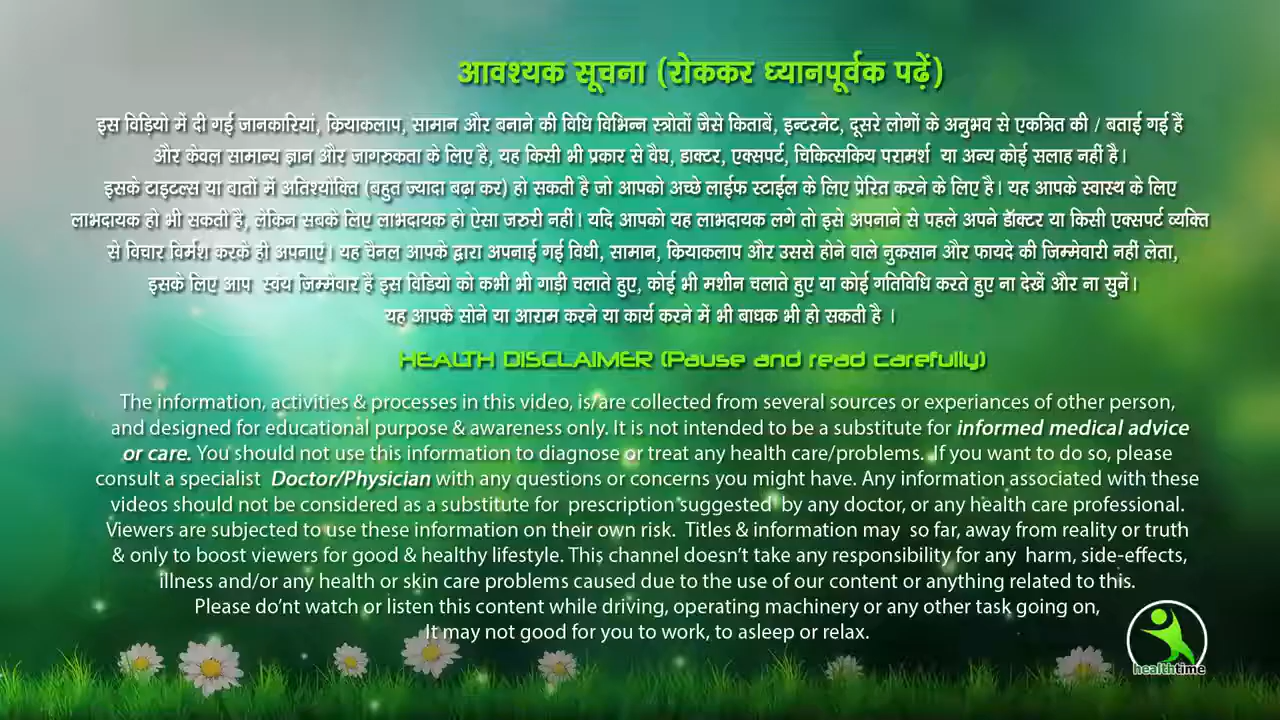 आवश्यक सूचना (रोककर ध्यानपूर्वक पढ़ें)
इस विड़ियो में दी गई जानकारियां, कियाकलाप, सामान और बनाने की विधि विभिन्न स्त्रोतों जैसे किताबें, इन्टरनेट, दूसरे लोगों के अनुभव से एकत्रित की / बताई गई हैं
और केवल सामान्य ज्ञान और जागरुकता के लिए है, यह किसी भी प्रकार से वैघ, डाक्टर, एक्सपर्ट, चिकित्सकिय परामर्श या अन्य कोई सलाह नहीं है।
इसके टाइटल्स या बातों में अतिश्योक्ति (बहुत ज्यादा बढ़ा कर) हो सकती है जो आपको अच्छे लाईफ स्टाईल के लिए प्रेरित करने के लिए है। यह आपके स्वास्थ के लिए
लाभदायक हो भी सकती है, लेकिन सबके लिए लाभदायक हो ऐसा जरुरी नहीं। यदि आपको यह लाभदायक लगे तो इसे अपनाने से पहले अपने डॅाक्टर या किसी एक्सपर्ट व्यक्ति
से विचार विर्मश करके ही अपनाएं। यह चैनल आपके द्वारा अपनाई गई विधी, सामान, कियाकलाप और उससे होने वाले नुकसान और फायदे की जिम्मेवारी नहीं लेता,
इसके लिए आप स्वंय जिम्मेवार हैं इस विडियो को कभी भी गाड़ी चलाते हुए, कोई भी मशीन चलाते हुए या कोई गतिविधि करते हुए ना देखें और ना सुनें।
यह आपके सोने या आराम करने या कार्य करने में भी बाधक भी हो सकती है ।
HEALTH DISCLAIMER (Pause and read carefully)
The information, activities & processes in this video, is/are collected from several sources or experiances of other person,
and designed for educational purpose & awareness only. It is not intended to be a substitute for informed medical advice
or care. You should not use this information to diagnose or treat any health care/problems. If you want to do so, please
consult a specialist Doctor/Physician with any questions or concerns you might have. Any information associated with these
videos should not be considered as a substitute for prescription suggested by any doctor, or any health care professional.
Viewers are subjected to use these information on their own risk. Titles & information may so far, away from reality or truth
& only to boost viewers for good & healthy lifestyle. This channel doesn't take any responsibility for any harm, side-effects,
illness and/or any health or skin care problems caused due to the use of our content or anything related to this.
Please do'nt watch or listen this content while driving, operating machinery or any other task going on,
It may not good for you to work, to asleep or relax.
healthtime